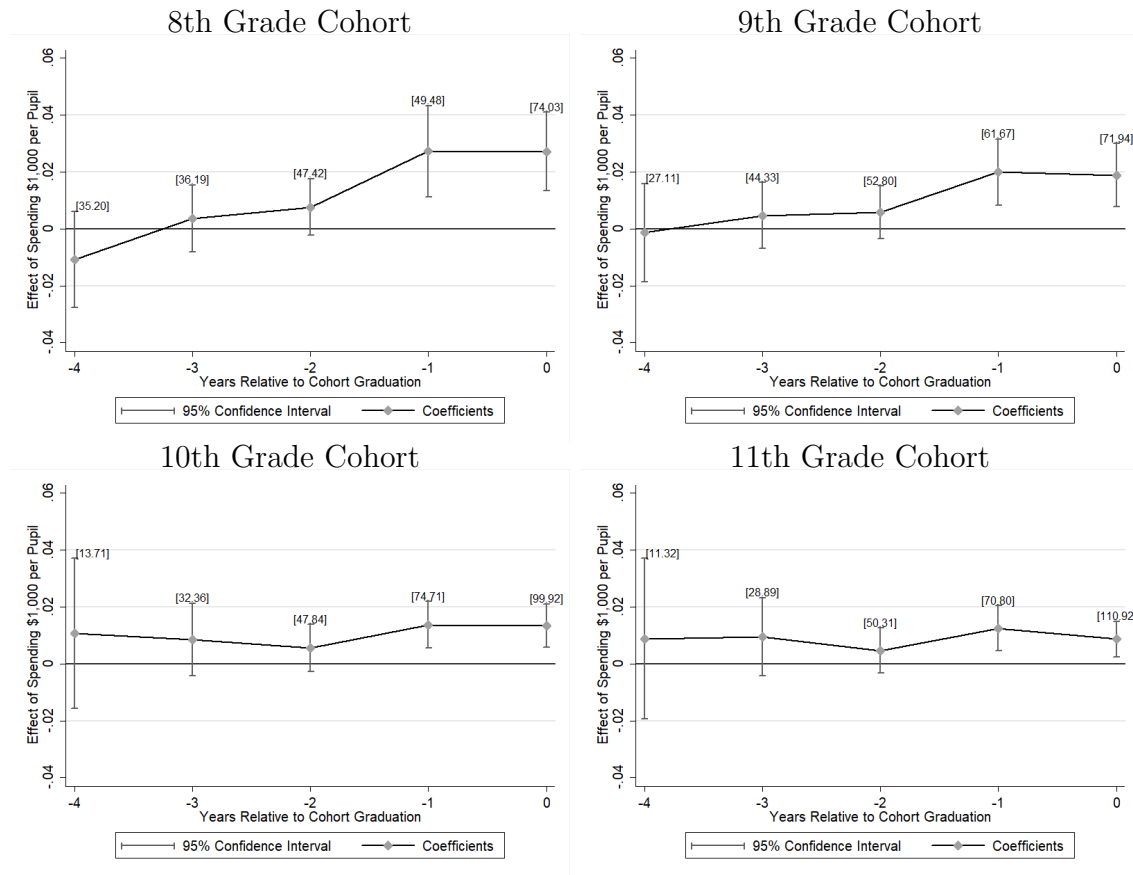 8th Grade Cohort
Effect of Spending $1,000 per Pupil
.06
.04
.02
0
-.02
-.04
[35.20]
[36.19]
[47.42]
[49.48]
[74.03]
-4 -3 -2 -1 0
Years Relative to Cohort Graduation
95% Confidence Interval Coefficients
9th Grade Cohort
Effect of Spending $1,000 per Pupil
.06
.04
.02
0
-.02
-.04
[27.11]
[44.33]
[52.80]
[61.67]
[71.94]
-4 -3 -2 -1 0
Years Relative to Cohort Graduation
95% Confidence Interval Coefficients
10th Grade Cohort
Effect of Spending $1,000 per Pupil
.06
.04
.02
0
-.02
-.04
[13.71]
[32.36]
[47.84]
[74.71]
[99.92]
-4 -3 -2 -1 0
Years Relative to Cohort Graduation
95% Confidence Interval Coefficients
11th Grade Cohort
Effect of Spending $1,000 per Pupil
.06
.04
.02
0
-.02
-.04
[11.32]
[28.89]
[50.31]
[70.80]
[110.92
-4 -3 -2 -1 0
Years Relative to Cohort Graduation
95% Confidence Interval Coefficients